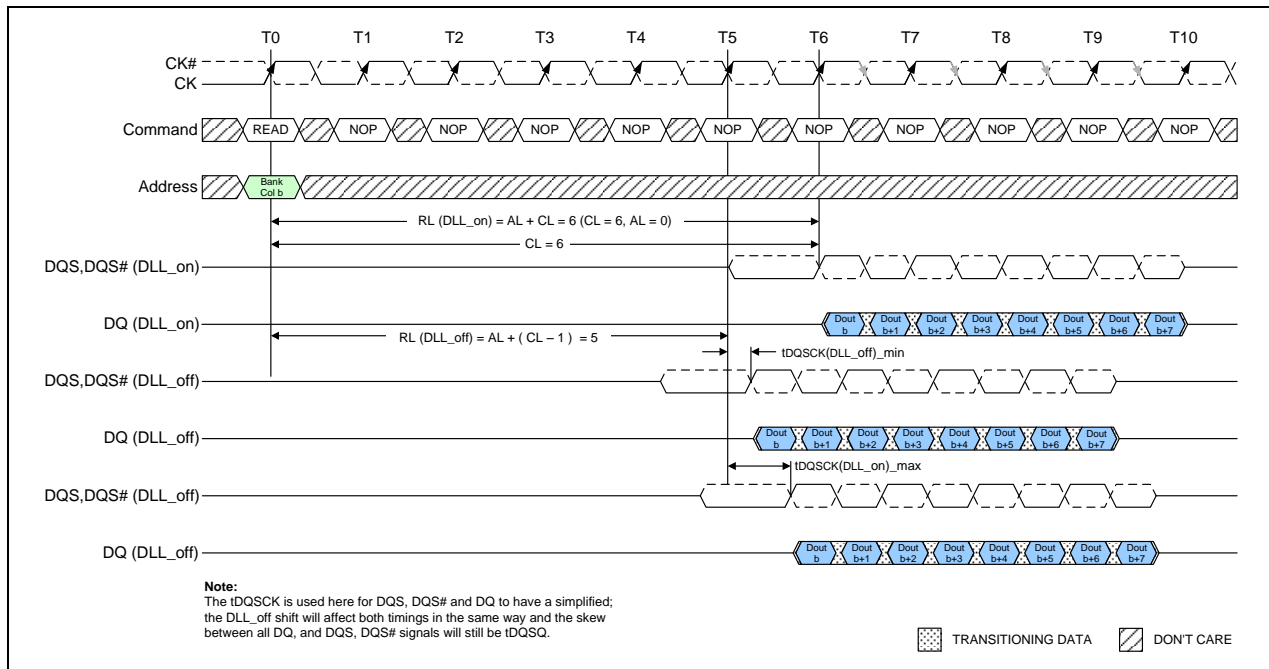 T0 T1 T2 T3 T4 T5 T6 T7 T8 T9 T10
CK#
CK
Command READ NOP NOP NOP NOP NOP NOP NOP NOP NOP NOP
Address Bank
Col b
RL (DLL_on) = AL + CL = 6 (CL = 6, AL = 0)
CL = 6
DQS,DQS# (DLL_on)
DQ (DLL_on) Dout Dout Dout Dout Dout Dout Dout Dout
b b+1 b+2 b+3 b+4 b+5 b+6 b+7
RL (DLL_off) = AL + ( CL – 1 ) = 5
tDQSCK(DLL_off)_min
DQS,DQS# (DLL_off)
DQ (DLL_off) Dout Dout Dout Dout Dout Dout Dout Dout
b b+1 b+2 b+3 b+4 b+5 b+6 b+7
tDQSCK(DLL_on)_max
DQS,DQS# (DLL_off)
DQ (DLL_off) Dout Dout Dout Dout Dout Dout Dout Dout
b b+1 b+2 b+3 b+4 b+5 b+6 b+7
Note:
The tDQSCK is used here for DQS, DQS# and DQ to have a simplified;
the DLL_off shift will affect both timings in the same way and the skew
between all DQ, and DQS, DQS# signals will still be tDQSQ.
TRANSITIONING DATA DON'T CARE